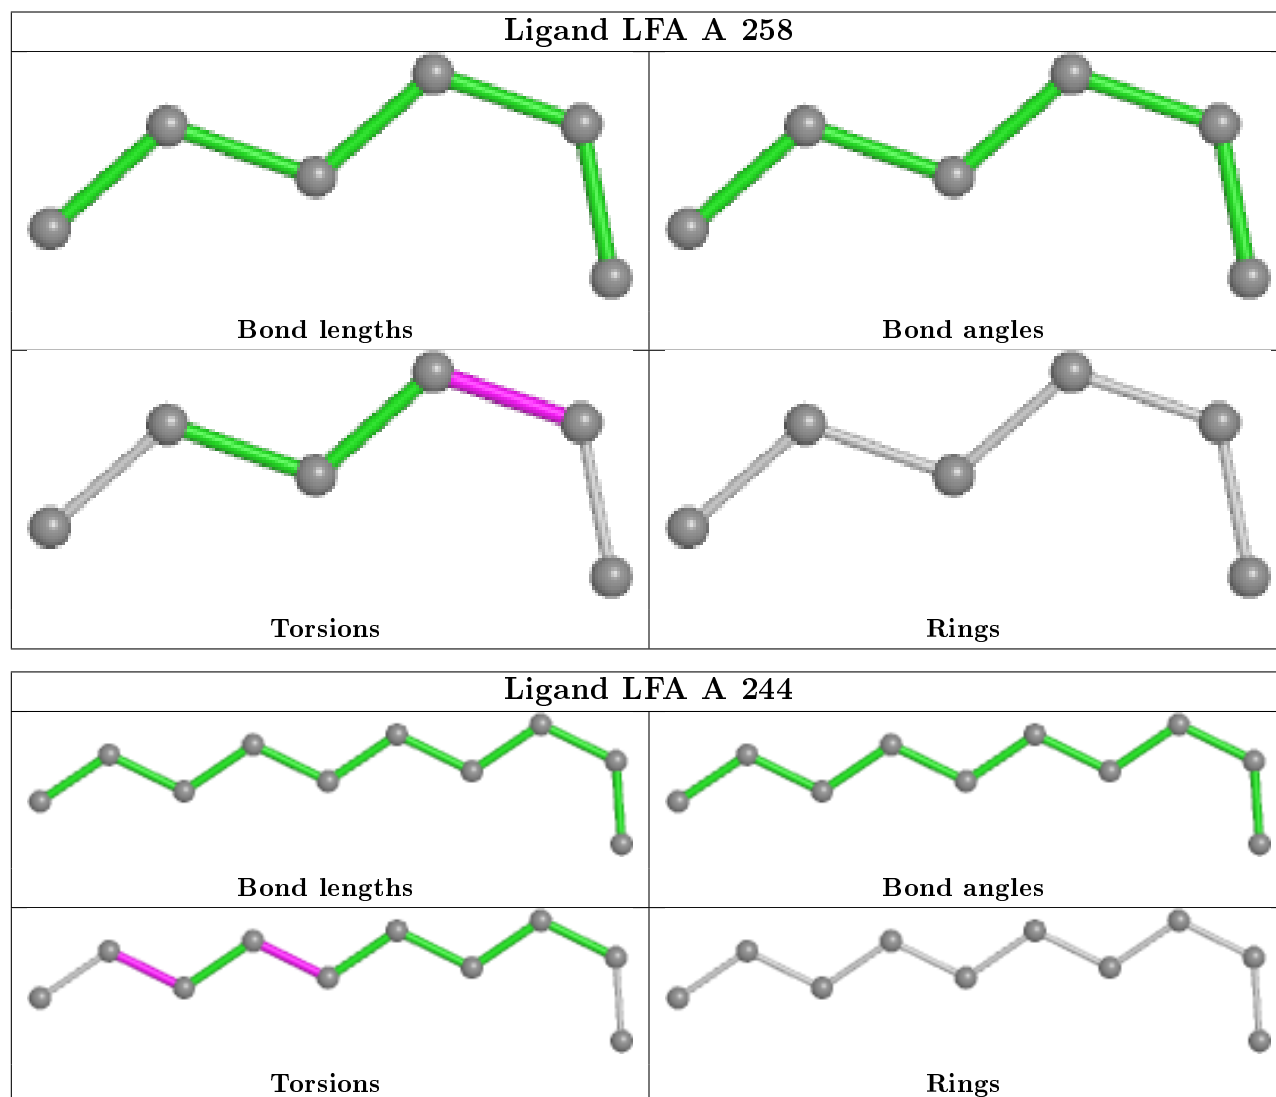 Ligand LFA A 258
Bond lengths
Bond angles
Torsions
Rings
Ligand LFA A 244
Bond lengths
Bond angles
Torsions
Rings